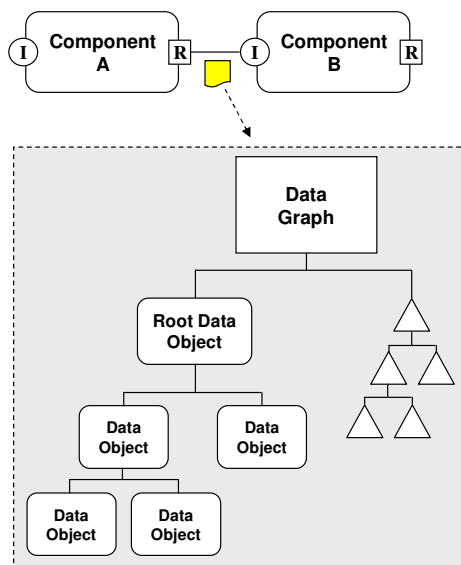 I
Component
A
R
I
Component
B
R
Data
Graph
Root Data
Object
Data
Object
Data
Object
Data
Object
Data
Object